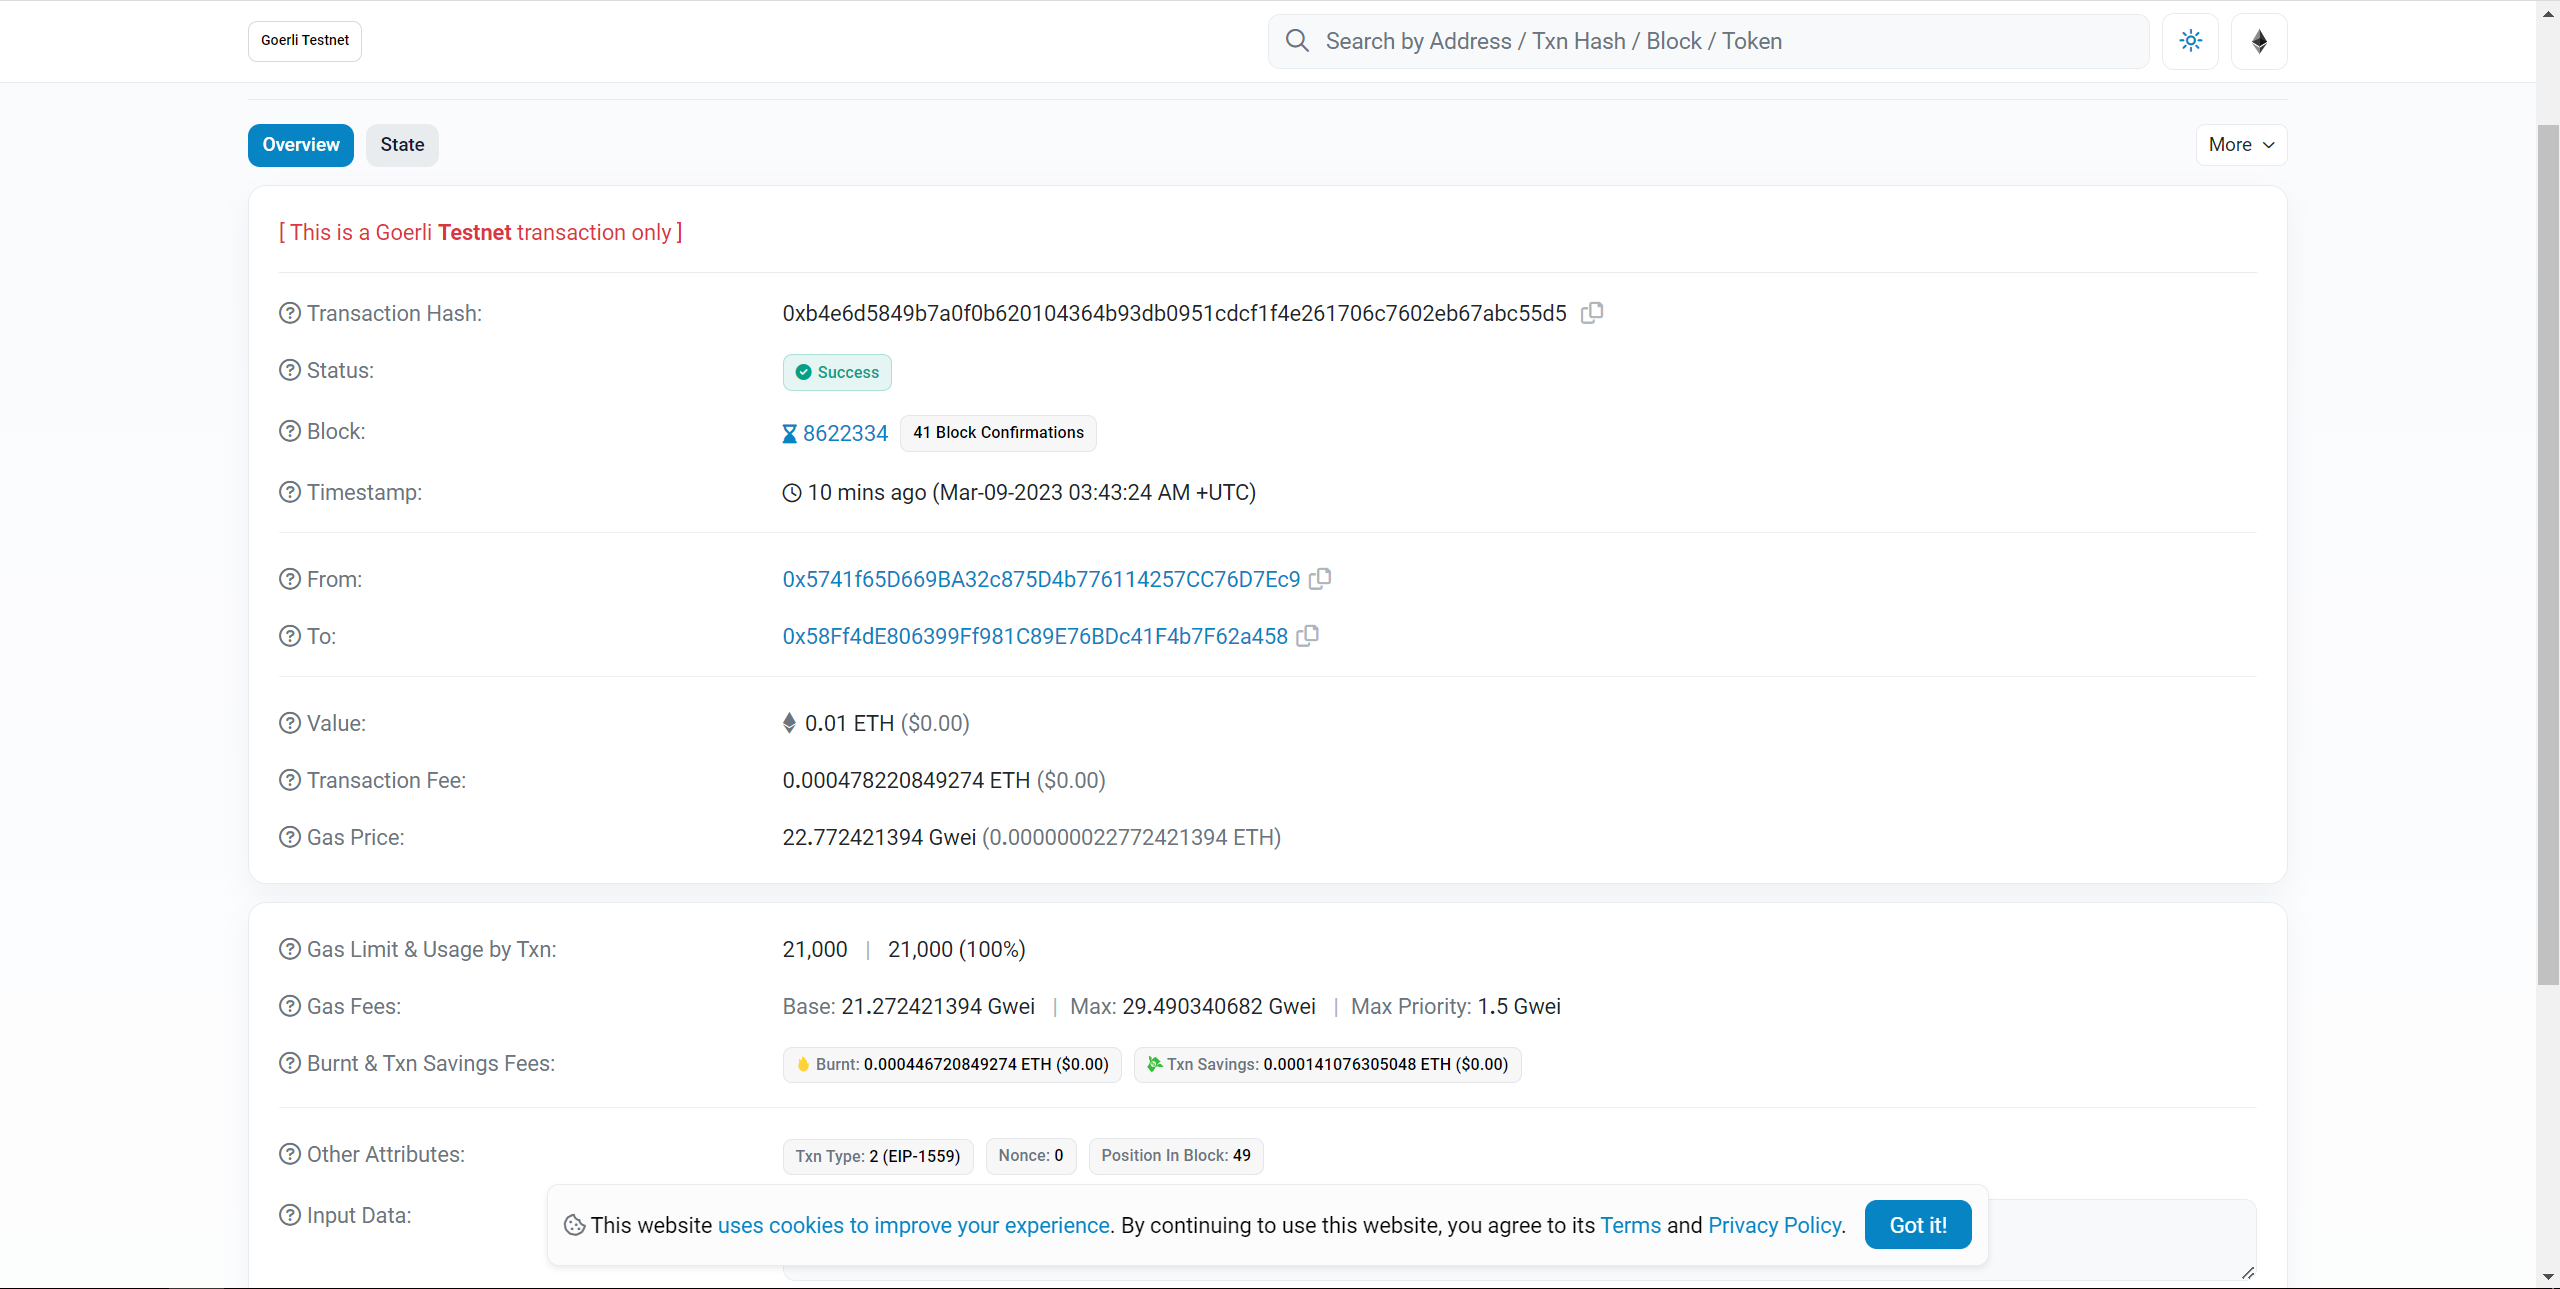 Goerli Testnet
Search by Address / Txn Hash / Block / Token
Overview
State
More
[ This is a Goerli Testnet transaction only ]
Transaction Hash: 0xb4e6d5849b7a0f0b620104364b93db0951cdcf1f4e261706c7602eb67abc55d5
Status: Success
Block: 8622334 41 Block Confirmations
Timestamp: 10 mins ago (Mar-09-2023 03:43:24 AM +UTC)
From: 0x5741f65D669BA32c875D4b776114257CC76D7Ec9
To: 0x58Ff4dE806399Ff981C89E76BDc41F4b7F62a458
Value: 0.01 ETH ($0.00)
Transaction Fee: 0.000478220849274 ETH ($0.00)
Gas Price: 22.772421394 Gwei (0.000000022772421394 ETH)
Gas Limit & Usage by Txn: 21,000 | 21,000 (100%)
Gas Fees: Base: 21.272421394 Gwei | Max: 29.490340682 Gwei | Max Priority: 1.5 Gwei
Burnt & Txn Savings Fees: Burnt: 0.000446720849274 ETH ($0.00) Txn Savings: 0.000141076305048 ETH ($0.00)
Other Attributes: Txn Type: 2 (EIP-1559) Nonce: 0 Position In Block: 49
Input Data:
This website uses cookies to improve your experience. By continuing to use this website, you agree to its Terms and Privacy Policy. Got it!